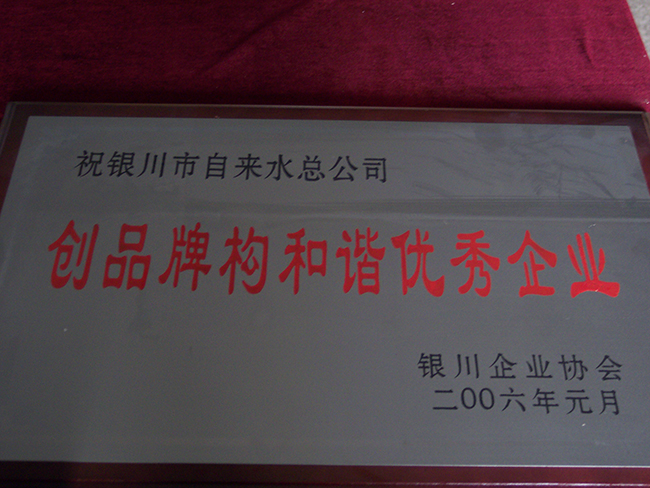 祝银川市自来水总公司
创品牌构和谐优秀企业
银川企业协会
二00六年元月